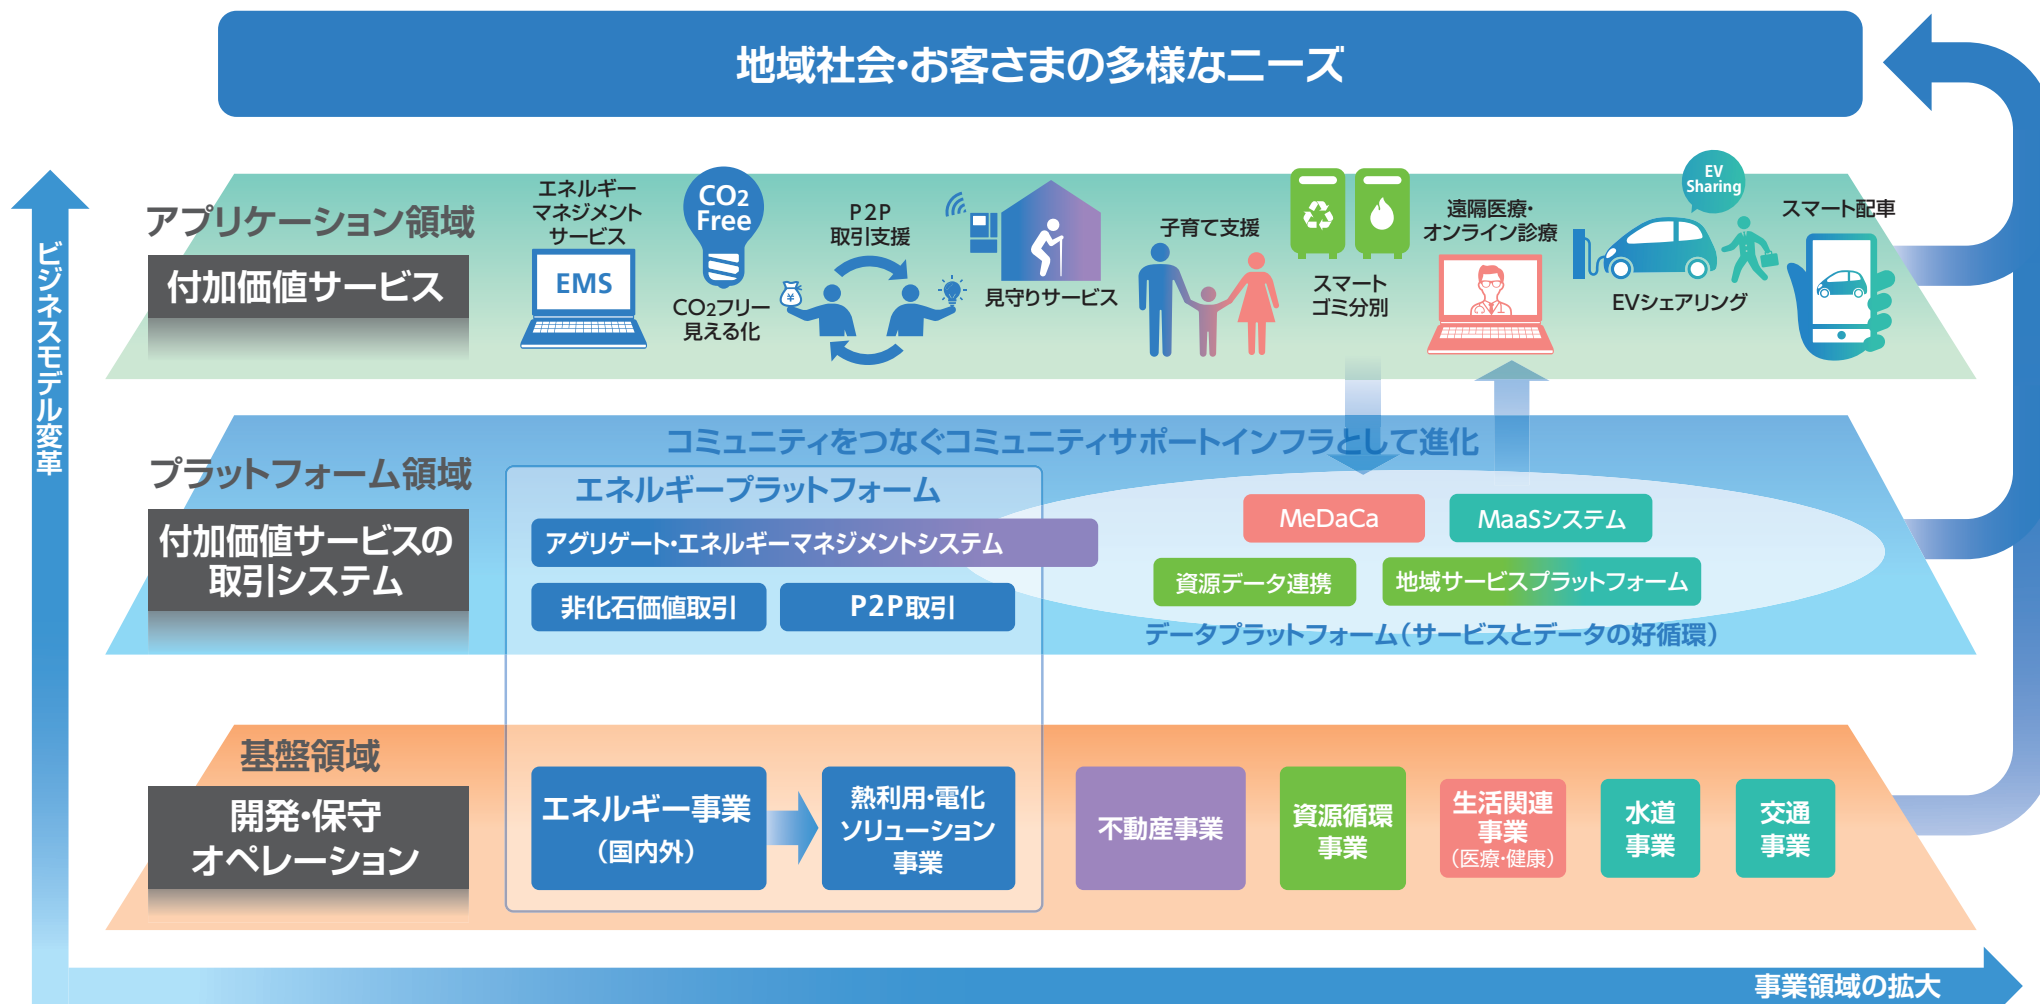 地域社会・お客さまの多様なニーズ
ビジネスモデル変革
アプリケーション領域
付加価値サービス
エネルギー
マネジメント
サービス
EMS
CO2
Free
CO2フリー
見える化
P2P
取引支援
¥
見守りサービス
子育て支援
スマート
ゴミ分別
遠隔医療・
オンライン診療
EV
Sharing
EVシェアリング
スマート配車
プラットフォーム領域
付加価値サービスの
取引システム
コミュニティをつなぐコミュニティサポートインフラとして進化
エネルギープラットフォーム
アグリゲート・エネルギーマネジメントシステム
非化石価値取引
P2P取引
MeDaCa
MaaSシステム
資源データ連携
地域サービスプラットフォーム
データプラットフォーム（サービスとデータの好循環）
基盤領域
開発・保守
オペレーション
エネルギー事業
（国内外）
熱利用・電化
ソリューション
事業
不動産事業
資源循環
事業
生活関連
事業
（医療・健康）
水道
事業
交通
事業
事業領域の拡大